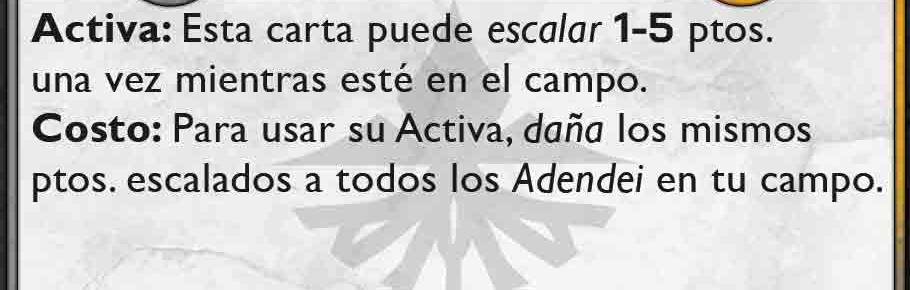 Activa: Esta carta puede escalar 1-5 ptos.
una vez mientras esté en el campo.
Costo: Para usar su Activa, daña los mismos
ptos. escalados a todos los Adendei en tu campo.